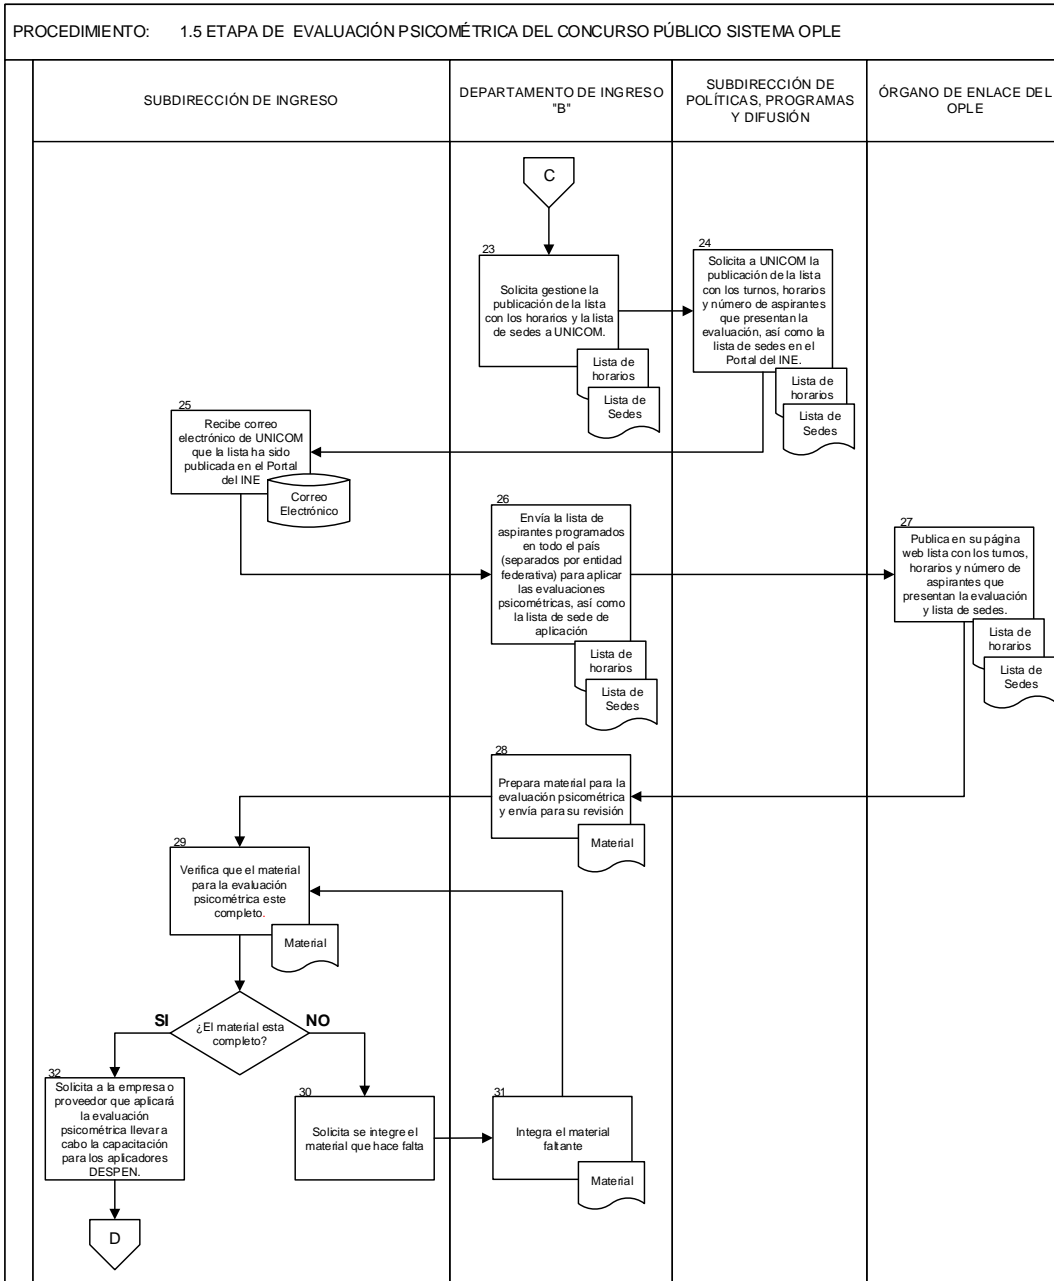 PROCEDIMIENTO: 1.5 ETAPA DE EVALUACIÓN PSICOMÉTRICA DEL CONCURSO PÚBLICO SISTEMA OPLE
SUBDIRECCIÓN DE INGRESO
DEPARTAMENTO DE INGRESO
"B"
SUBDIRECCIÓN DE
POLÍTICAS, PROGRAMAS
Y DIFUSIÓN
ÓRGANO DE ENLACE DEL
OPLE
C
23
Solicita gestione la
publicación de la lista
con los horarios y la lista
de sedes a UNICOM.
Lista de
horarios
Lista de
Sedes
24
Solicita a UNICOM la
publicación de la lista
con los turnos, horarios
y número de aspirantes
que presentan la
evaluación, así como la
lista de sedes en el
Portal del INE.
Lista de
horarios
Lista de
Sedes
25
Recibe correo
electrónico de UNICOM
que la lista ha sido
publicada en el Portal
del INE
Correo
Electrónico
26
Envía la lista de
aspirantes programados
en todo el país
(separados por entidad
federativa) para aplicar
las evaluaciones
psicométricas, así como
la lista de sede de
aplicación
Lista de
horarios
Lista de
Sedes
27
Publica en su página
web lista con los turnos,
horarios y número de
aspirantes que
presentan la evaluación
y lista de sedes.
Lista de
horarios
Lista de
Sedes
28
Prepara material para la
evaluación psicométrica
y envía para su revisión
Material
29
Verifica que el material
para la evaluación
psicométrica este
completo.
Material
¿El material esta
completo?
SI
NO
32
Solicita a la empresa o
proveedor que aplicará
la evaluación
psicométrica llevar a
cabo la capacitación
para los aplicadores
DESPEN.
30
Solicita se integre el
material que hace falta
31
Integra el material
faltante
Material
D